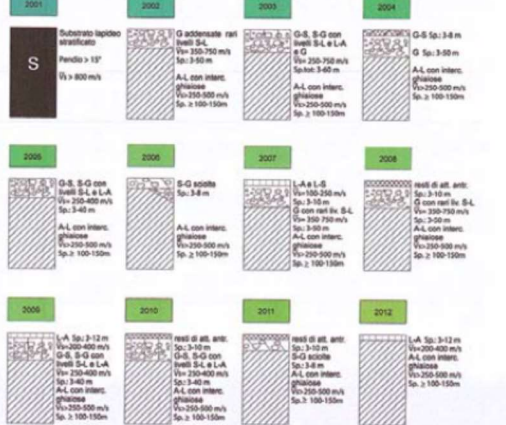 2001
2002
2003
2004
S
Substrato lapideo
stratificato
Pendio > 15°
Vs > 800 m/s
G addensate rari
livelli S-L
Vs= 350-750 m/s
Sp.: 3-50 m
A-L con interc.
ghiaiose
Vs>250-500 m/s
Sp. ≥ 100-150m
G-S, S-G con
livelli S-L e L-A
e G
Vs= 250-750 m/s
Sp.tot: 3-60 m
A-L con interc.
ghiaiose
Vs>250-500 m/s
Sp. ≥ 100-150m
G-S Sp.: 3-8 m
G Sp.: 3-50 m
A-L con interc.
ghiaiose
Vs>250-500 m/s
Sp. ≥ 100-150m
2005
2006
2007
2008
G-S, S-G con
livelli S-L e L-A
Vs= 250-400 m/s
Sp.: 3-40 m
A-L con interc.
ghiaiose
Vs>250-500 m/s
Sp. ≥ 100-150m
S-G sciolte
Sp.: 3-8 m
A-L con interc.
ghiaiose
Vs>250-500 m/s
Sp. ≥ 100-150m
L-A e L-S
Vs=100-250 m/s
Sp.: 3-10 m
G con rari liv. S-L
Vs= 350-750 m/s
Sp.: 3-50 m
A-L con interc.
ghiaiose
Vs>250-500 m/s
Sp. ≥ 100-150m
resti di att. antr.
Sp.: 3-10 m
G con rari liv. S-L
Vs= 350-750 m/s
Sp.: 3-50 m
A-L con interc.
ghiaiose
Vs>250-500 m/s
Sp. ≥ 100-150m
2009
2010
2011
2012
L-A Sp.: 3-12 m
Vs=200-400 m/s
G-S, S-G con
livelli S-L e L-A
Vs= 250-400 m/s
Sp.: 3-40 m
A-L con interc.
ghiaiose
Vs>250-500 m/s
Sp. ≥ 100-150m
resti di att. antr.
Sp.: 3-10 m
G-S, S-G con
livelli S-L e L-A
Vs= 250-400 m/s
Sp.: 3-40 m
A-L con interc.
ghiaiose
Vs>250-500 m/s
Sp. ≥ 100-150m
resti di att. antr.
Sp.: 3-10 m
S-G sciolte
Sp.: 3-8 m
A-L con interc.
ghiaiose
Vs>250-500 m/s
Sp. ≥ 100-150m
L-A Sp.: 3-12 m
Vs=200-400 m/s
A-L con interc.
ghiaiose
Vs>250-500 m/s
Sp. ≥ 100-150m